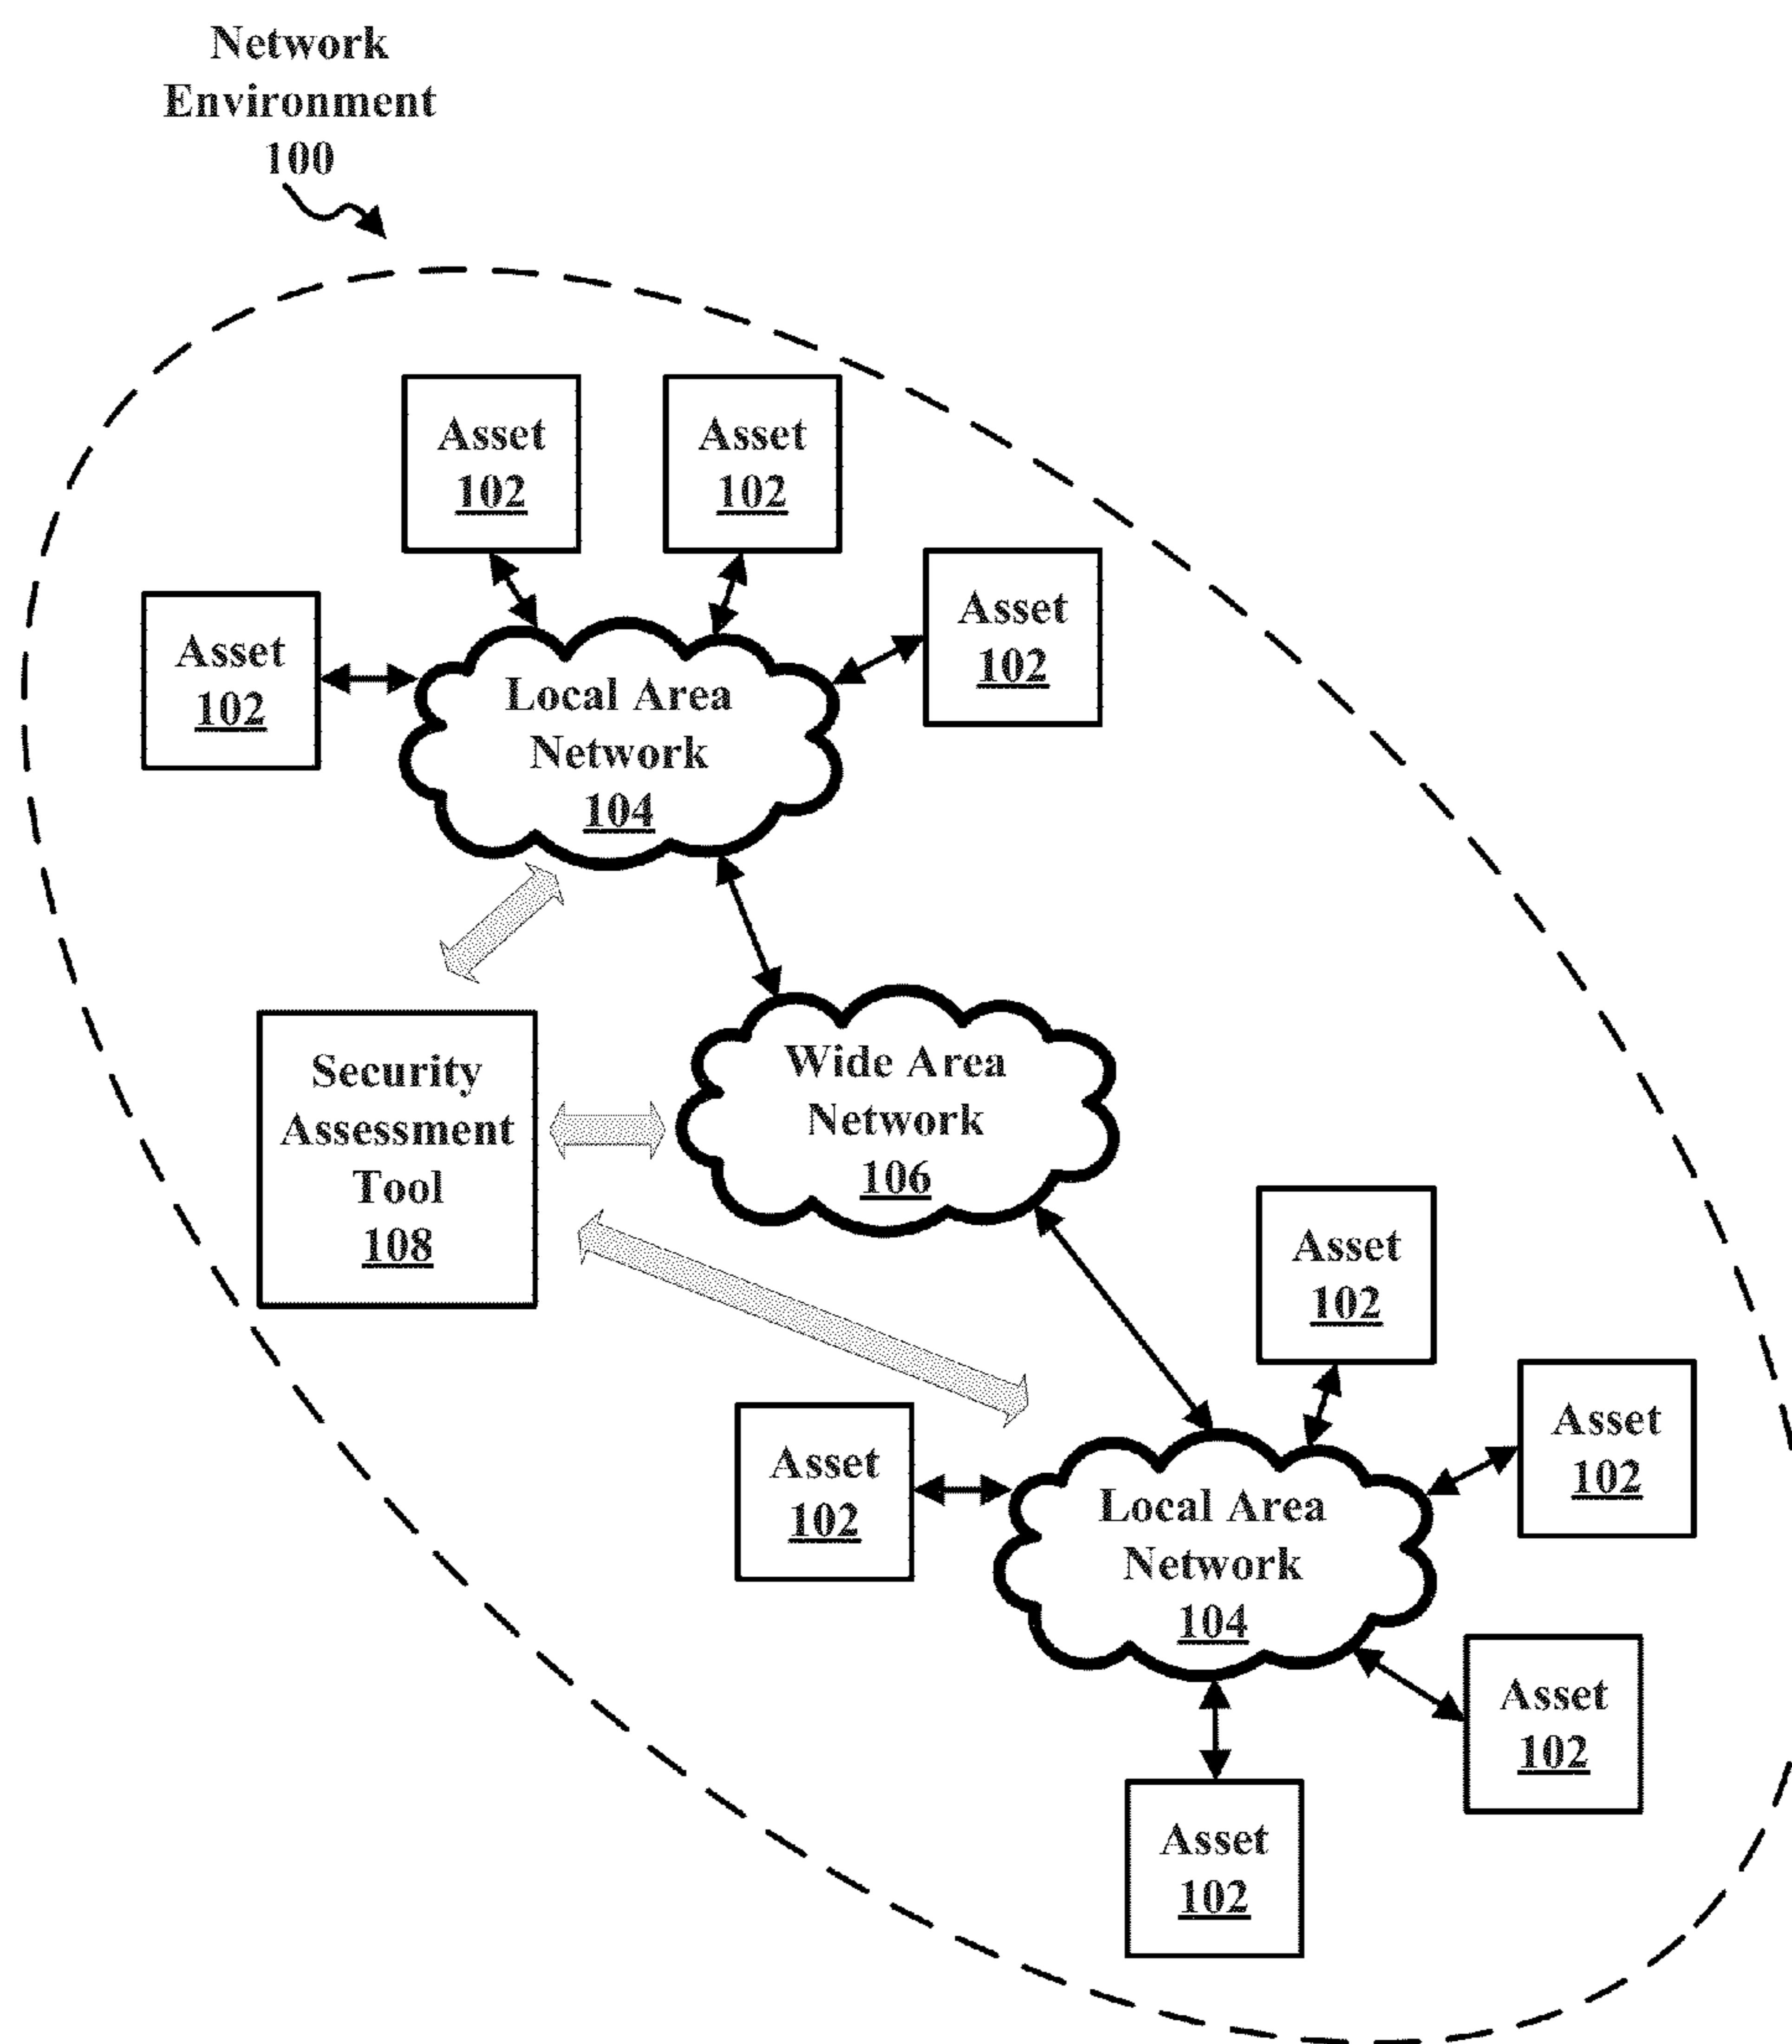 Network
Environment
100
Asset
102
Asset
102
Asset
102
Asset
102
Local Area
Network
104
Security
Assessment
Tool
108
Wide Area
Network
106
Asset
102
Asset
102
Asset
102
Local Area
Network
104
Asset
102
Asset
102